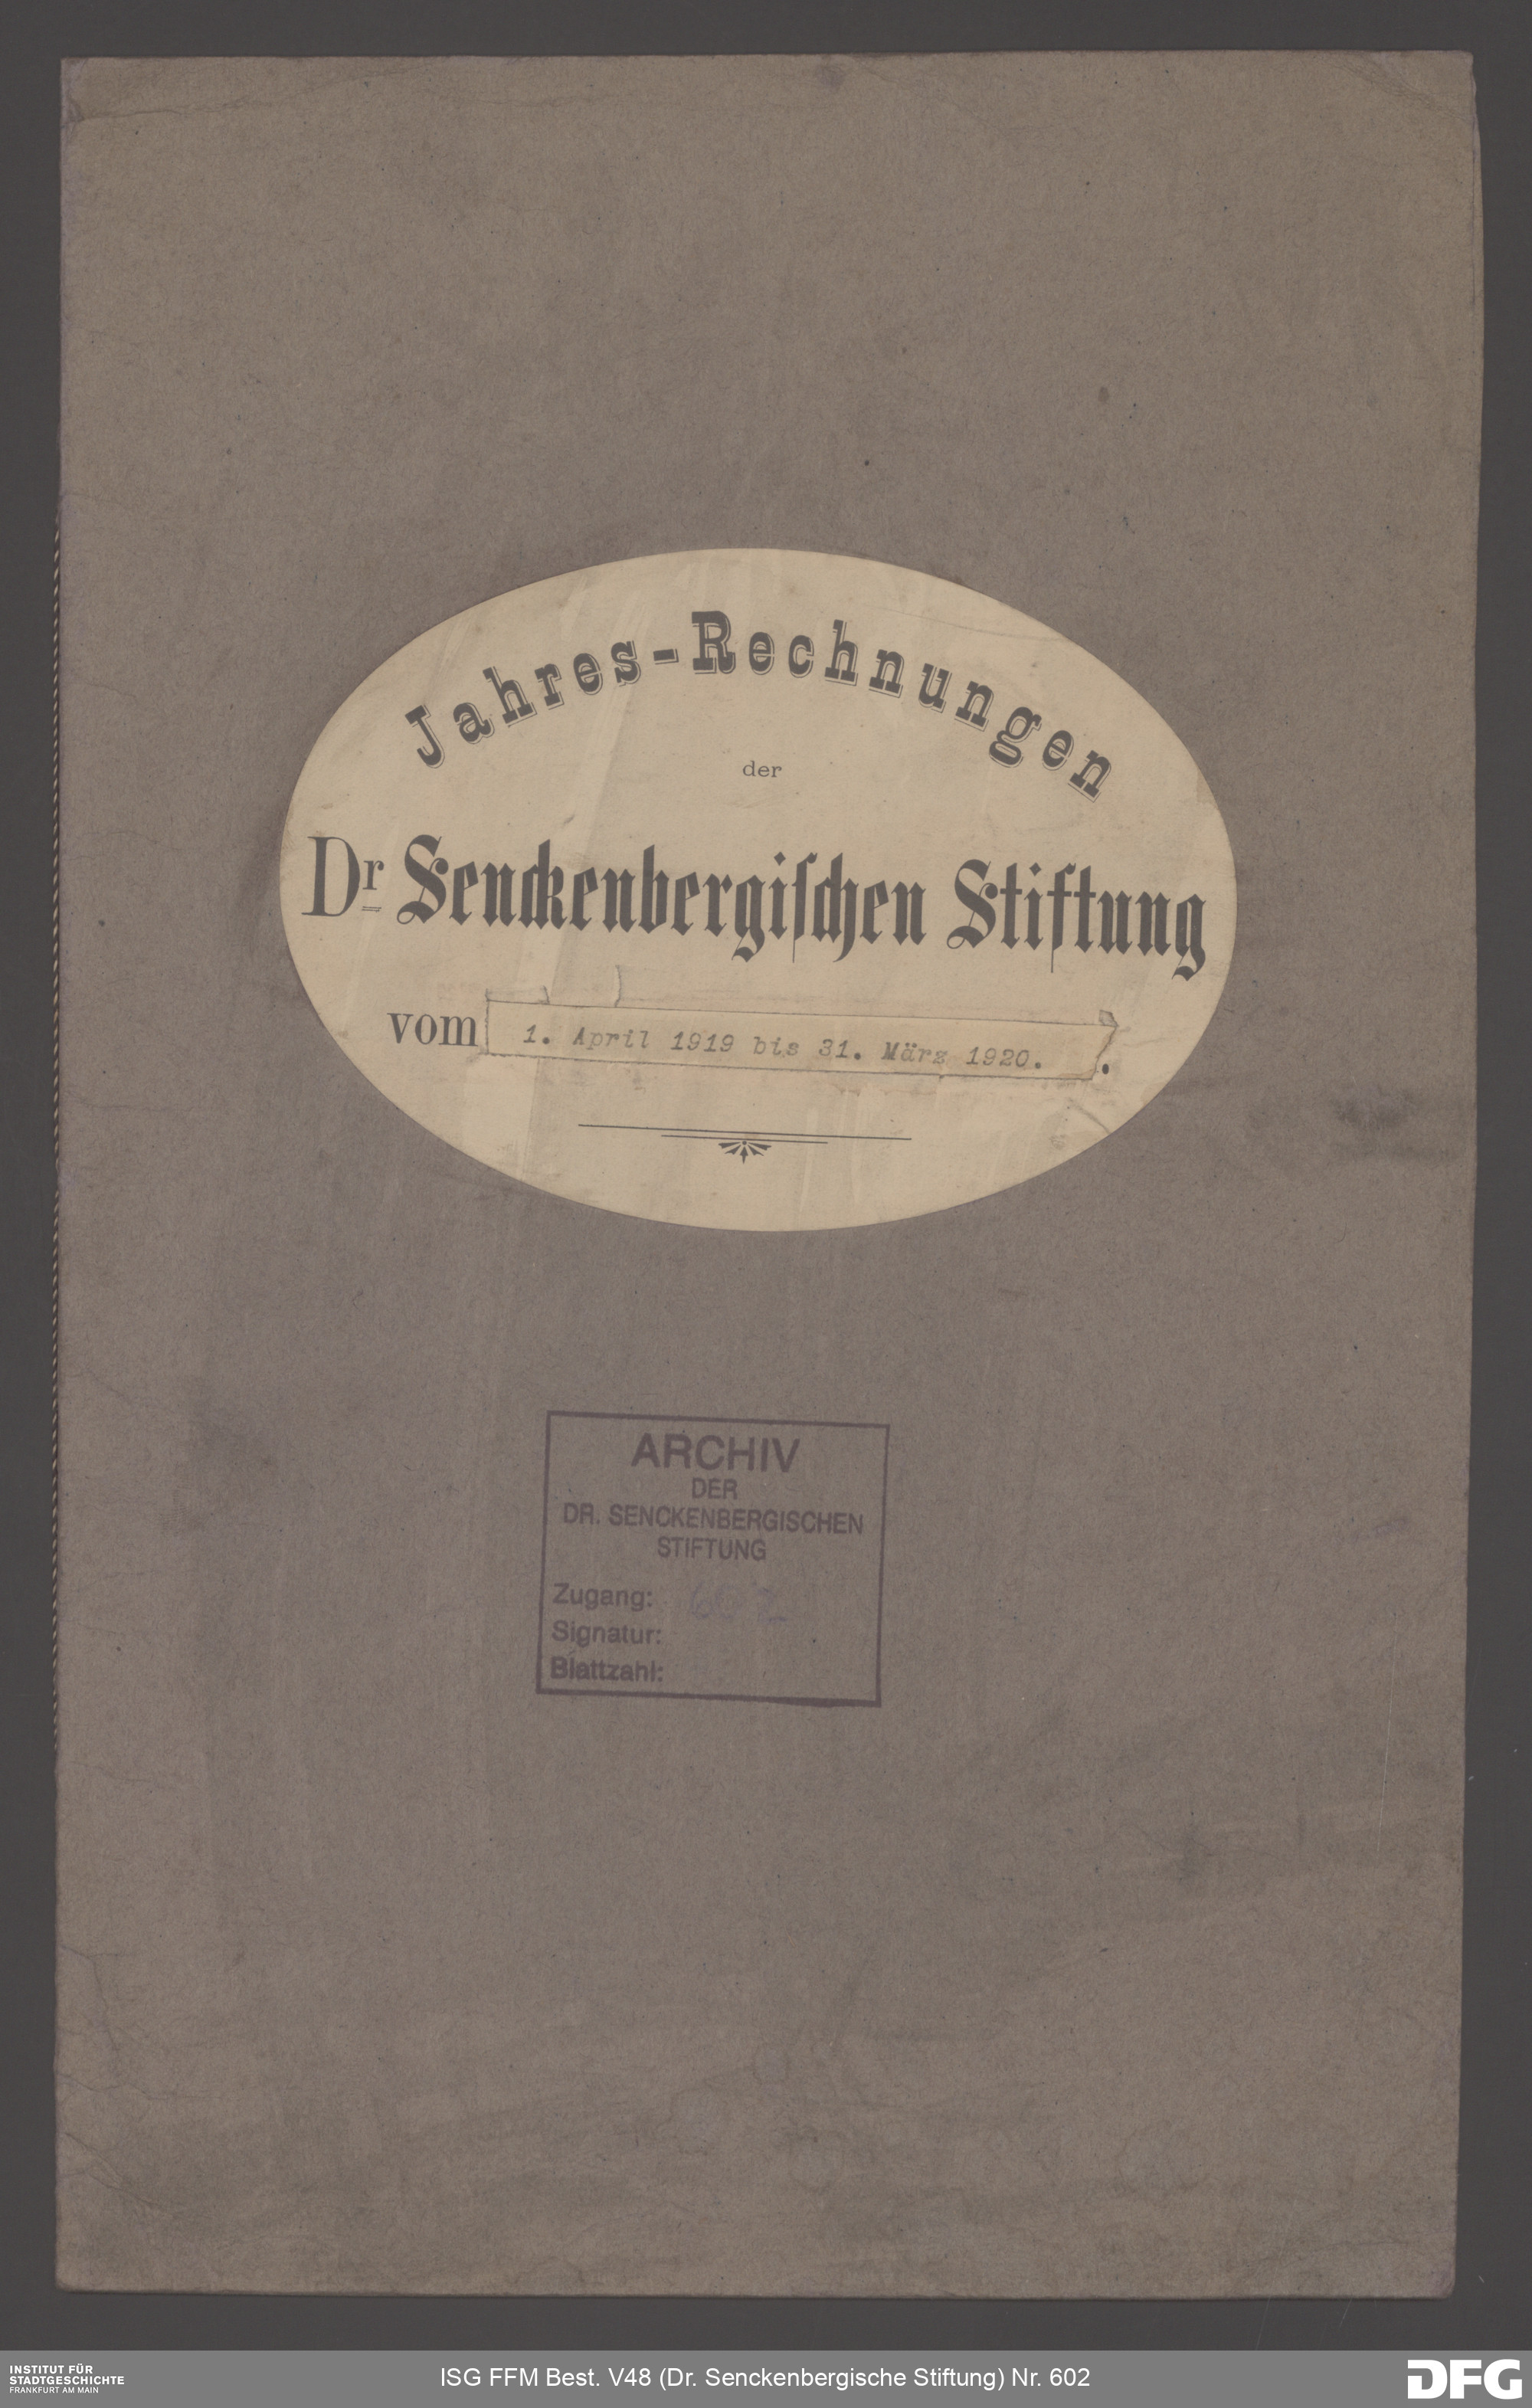 Jahres-Rechnungen
der
Dr Senckenbergiſchen Stiftung
vom 1. April 1919 bis 31. März 1920. .
ARCHIV
DER
DR. SENCKENBERGISCHEN
STIFTUNG
Zugang: 602
Signatur:
Blattzahl:
INSTITUT FÜR
STADTGESCHICHTE
FRANKFURT AM MAIN
ISG FFM Best. V48 (Dr. Senckenbergische Stiftung) Nr. 602
DFG